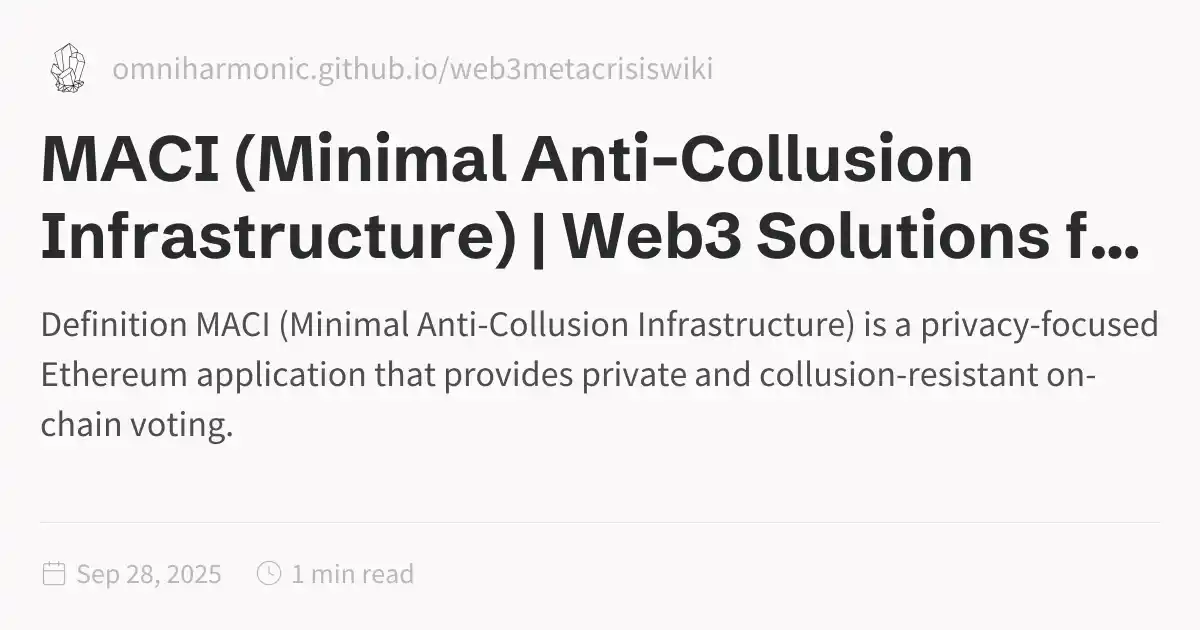 omniharmonic.github.io/web3metacrisiswiki
MACI (Minimal Anti-Collusion
Infrastructure) | Web3 Solutions f...
Definition MACI (Minimal Anti-Collusion Infrastructure) is a privacy-focused
Ethereum application that provides private and collusion-resistant on-
chain voting.
Sep 28, 2025 1 min read